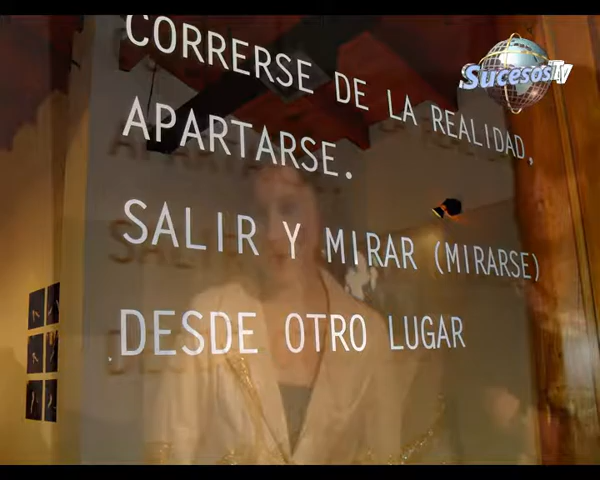 CORRERSE DE LA REALIDAD,
APARTARSE.
SALIR Y MIRAR (MIRARSE)
DESDE OTRO LUGAR
SucesosTV